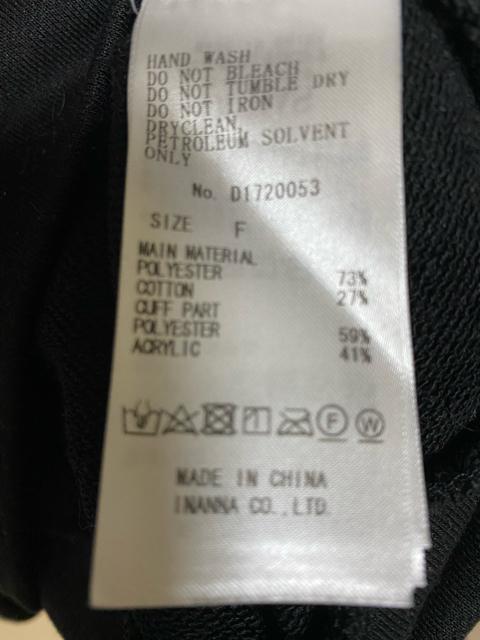 HAND WASH
DO NOT BLEACH
DO NOT TUMBLE DRY
DO NOT IRON
DRYCLEAN,
PETROLEUM SOLVENT
ONLY
No. D1720053
SIZE F
MAIN MATERIAL
POLYESTER 73%
COTTON 27%
CUFF PART
POLYESTER 59%
ACRYLIC 41%
F W
MADE IN CHINA
INANNA CO.,LTD.